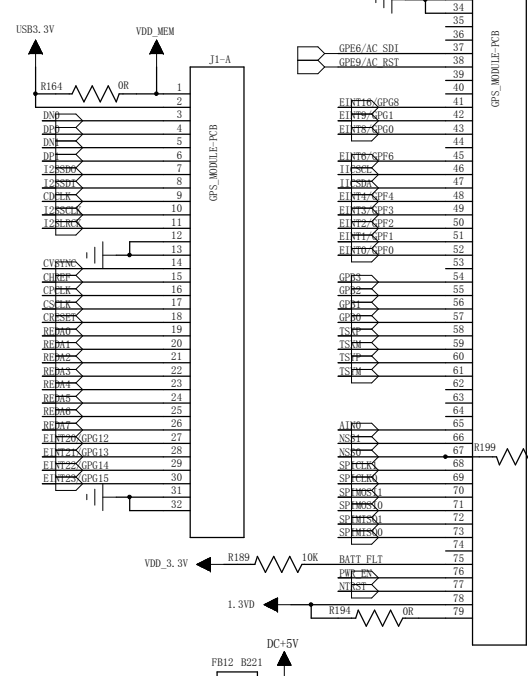 USB3.3V
VDD_MEM
J1-A
R164
0R
1
2
DN0 3
DP0 4
DN1 5
DP1 6
I2SSDO 7
I2SSDI 8
CDCLK 9
I2SSCLK 10
I2SLRCK 11
12
13
CVSYNC 14
CHREF 15
CPCLK 16
CSCLK 17
CRESET 18
REDA0 19
REDA1 20
REDA2 21
REDA3 22
REDA4 23
REDA5 24
REDA6 25
REDA7 26
EINT20/GPG12 27
EINT21/GPG13 28
EINT22/GPG14 29
EINT23/GPG15 30
31
32
GPS_MODULE-PCB
34
35
36
GPE6/AC_SDI 37
GPE9/AC_RST 38
39
40
EINT16/GPG8 41
EINT9/GPG1 42
EINT8/GPG0 43
44
EINT6/GPF6 45
IICSCL 46
IICSDA 47
EINT4/GPF4 48
EINT3/GPF3 49
EINT2/GPF2 50
EINT1/GPF1 51
EINT0/GPF0 52
53
GPB3 54
GPB2 55
GPB1 56
GPB0 57
TSXP 58
TSXM 59
TSYP 60
TSYM 61
62
63
64
AIN0 65
NSS1 66
NSS0 67
R199
SPICLK1 68
SPICLK0 69
SPIMOSI1 70
SPIMOSI0 71
SPIMISO1 72
SPIMISO0 73
74
VDD_3.3V R189 10K BATT_FLT 75
PWR_EN 76
NTRST 77
1.3VD 78
R194 0R 79
GPS_MODULE-PCB
DC+5V
FB12 B221